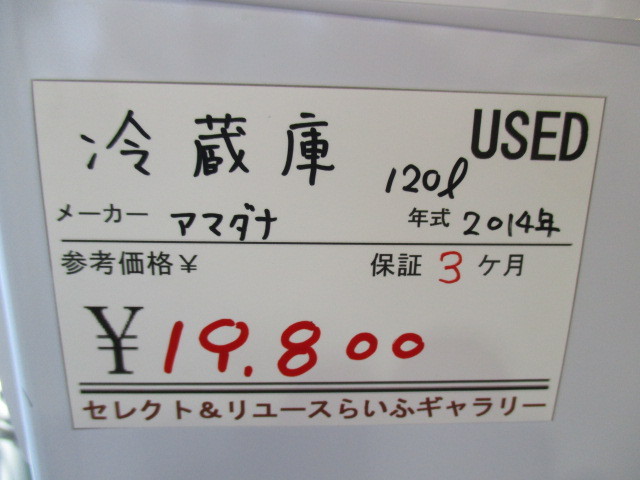 冷蔵庫 USED
120ℓ
メーカー アマダナ 年式 2014年
参考価格¥ 保証 3 ケ月
¥19.800
セレクト&リユースらいふギャラリー